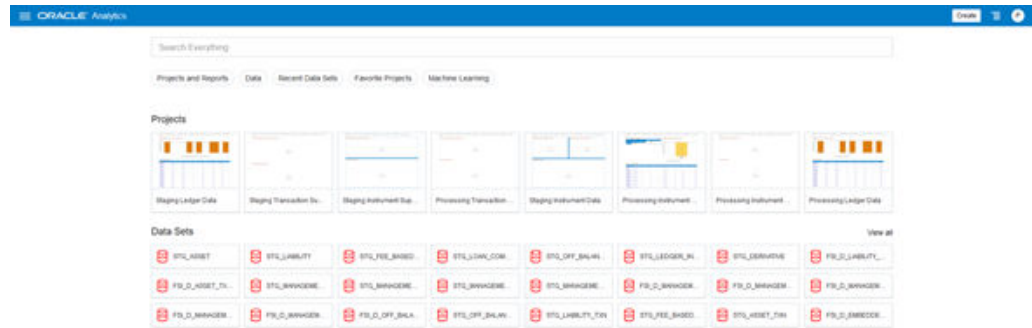 ORACLE Analytics
Create
Search Everything
Projects and Reports Data Recent Data Sets Favorite Projects Machine Learning
Projects
Staging Ledger Data Staging Transaction Su... Staging Instrument Sup... Processing Transaction ... Staging Instrument Data Processing Instrument ... Processing Instrument ... Processing Ledger Data
Data Sets
View all
STG_ASSET STG_LIABILITY STG_FEE_BASED... STG_LOAN_COM... STG_OFF_BALAN... STG_LEDGER_IN... STG_DERIVATIVE FSI_D_LIABILITY_...
FSI_D_ASSET_TX... STG_MANAGEME... STG_MANAGEME... STG_MANAGEME... STG_MANAGEME... FSI_D_MANAGEM... FSI_D_MANAGEM... FSI_D_MANAGEM...
FSI_D_MANAGEM... FSI_D_MANAGEM... FSI_D_OFF_BALA... STG_OFF_BALAN... STG_LIABILITY_TXN STG_FEE_BASED... STG_ASSET_TXN FSI_D_EMBEDDE...